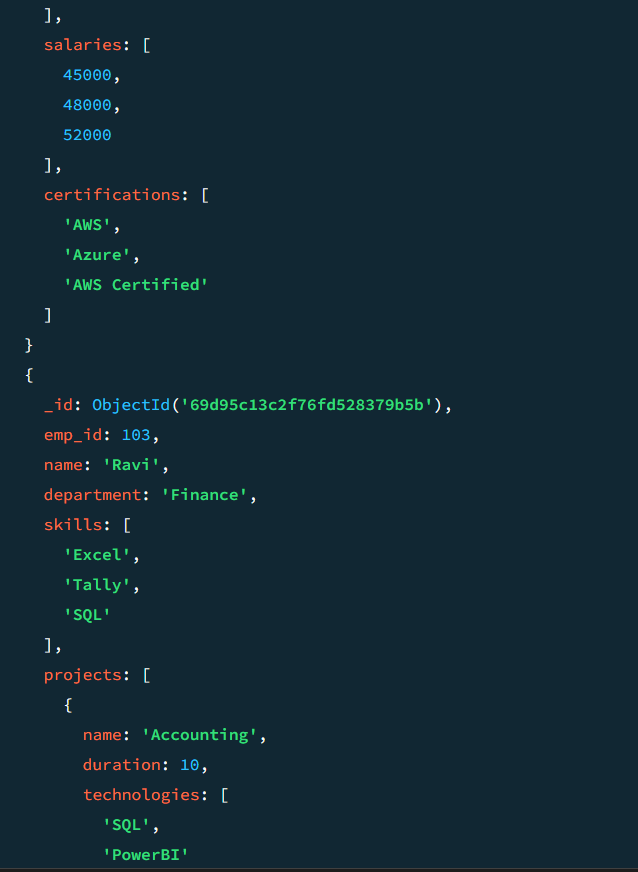 ],
salaries: [
45000,
48000,
52000
],
certifications: [
'AWS',
'Azure',
'AWS Certified'
]
}
{
_id: ObjectId('69d95c13c2f76fd528379b5b'),
emp_id: 103,
name: 'Ravi',
department: 'Finance',
skills: [
'Excel',
'Tally',
'SQL'
],
projects: [
{
name: 'Accounting',
duration: 10,
technologies: [
'SQL',
'PowerBI'